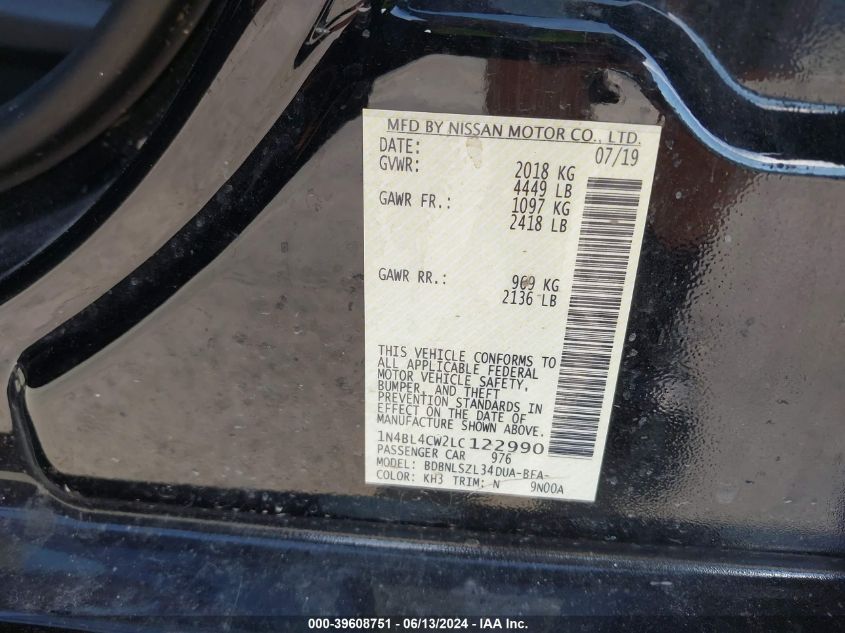 MFD BY NISSAN MOTOR CO., LTD.
DATE: 07/19
GVWR: 2018 KG
4449 LB
GAWR FR.: 1097 KG
2418 LB
GAWR RR.: 969 KG
2136 LB
THIS VEHICLE CONFORMS TO
ALL APPLICABLE FEDERAL
MOTOR VEHICLE SAFETY,
BUMPER, AND THEFT
PREVENTION STANDARDS IN
EFFECT ON THE DATE OF
MANUFACTURE SHOWN ABOVE.
1N4BL4CW2LC122990
PASSENGER CAR 976
MODEL: BDBNLSZL34DUA-BFA-
COLOR: KH3 TRIM: N 9N00A
000-39608751 - 06/13/2024 - IAA Inc.